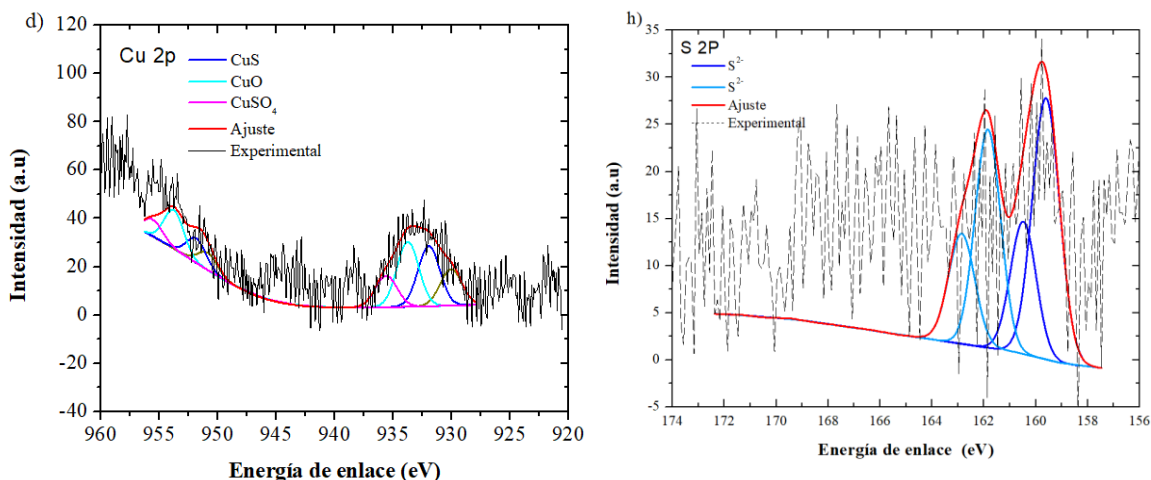 d)
Cu 2p
CuS
CuO
CuSO₄
Ajuste
Experimental
Intensidad (a.u)
120
100
80
60
40
20
0
-20
-40
960 955 950 945 940 935 930 925 920
Energía de enlace (eV)
h)
S 2P
S²⁻
S²⁻
Ajuste
Experimental
Intensidad (a.u)
35
30
25
20
15
10
5
0
-5
174 172 170 168 166 164 162 160 158 156
Energía de enlace (eV)